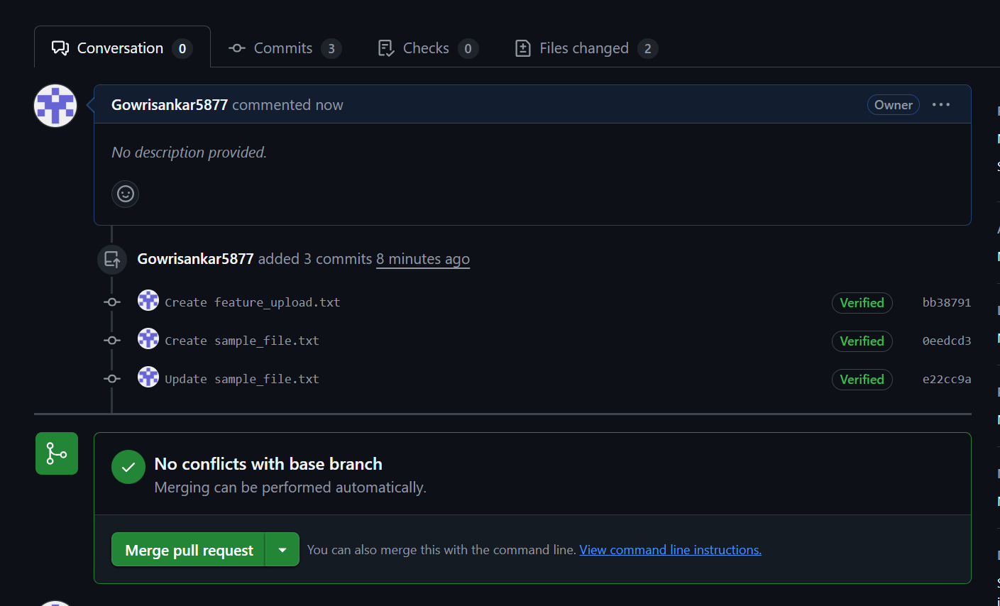 Conversation 0 Commits 3 Checks 0 Files changed 2
Gowrisankar5877 commented now Owner
No description provided.
Gowrisankar5877 added 3 commits 8 minutes ago
Create feature_upload.txt Verified bb38791
Create sample_file.txt Verified 0eedcd3
Update sample_file.txt Verified e22cc9a
No conflicts with base branch
Merging can be performed automatically.
Merge pull request You can also merge this with the command line. View command line instructions.